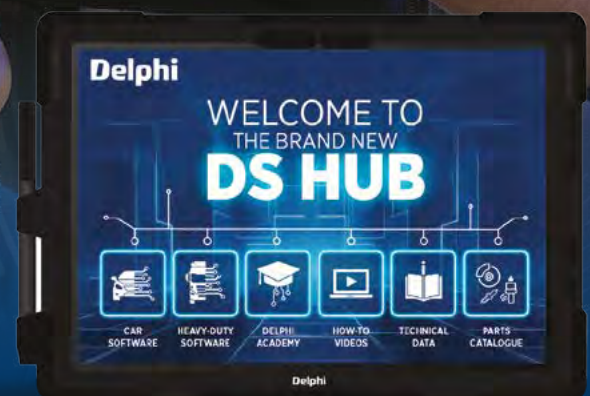 Delphi
WELCOME TO
THE BRAND NEW
DS HUB
CAR
SOFTWARE
HEAVY-DUTY
SOFTWARE
DELPHI
ACADEMY
HOW-TO
VIDEOS
TECHNICAL
DATA
PARTS
CATALOGUE
Delphi